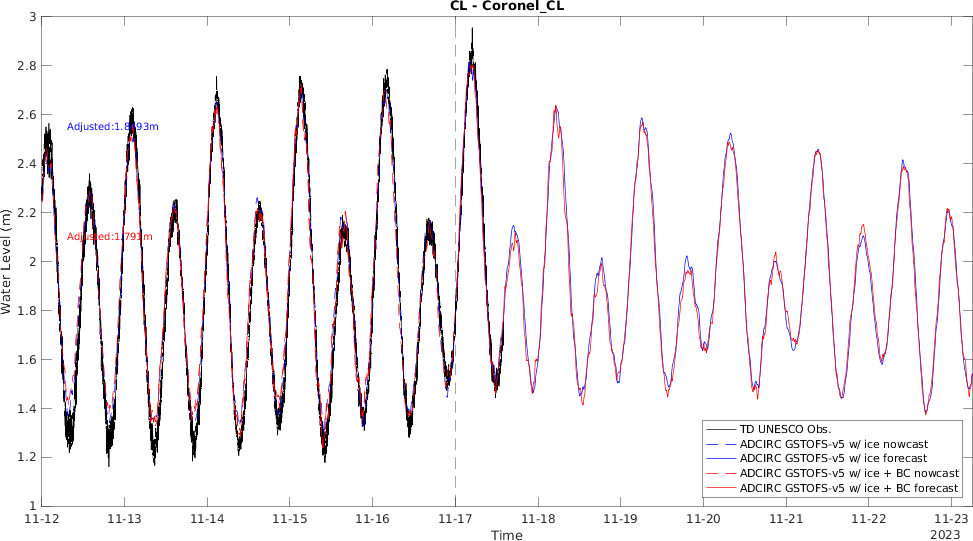 CL - Coronel_CL
3
2.8
2.6
2.4
2.2
2
1.8
1.6
1.4
1.2
1
Water Level (m)
Adjusted:1.8193m
Adjusted:1.791m
TD UNESCO Obs.
ADCIRC GSTOFS-v5 w/ ice nowcast
ADCIRC GSTOFS-v5 w/ ice forecast
ADCIRC GSTOFS-v5 w/ ice + BC nowcast
ADCIRC GSTOFS-v5 w/ ice + BC forecast
11-12 11-13 11-14 11-15 11-16 11-17 11-18 11-19 11-20 11-21 11-22 11-23
Time
2023